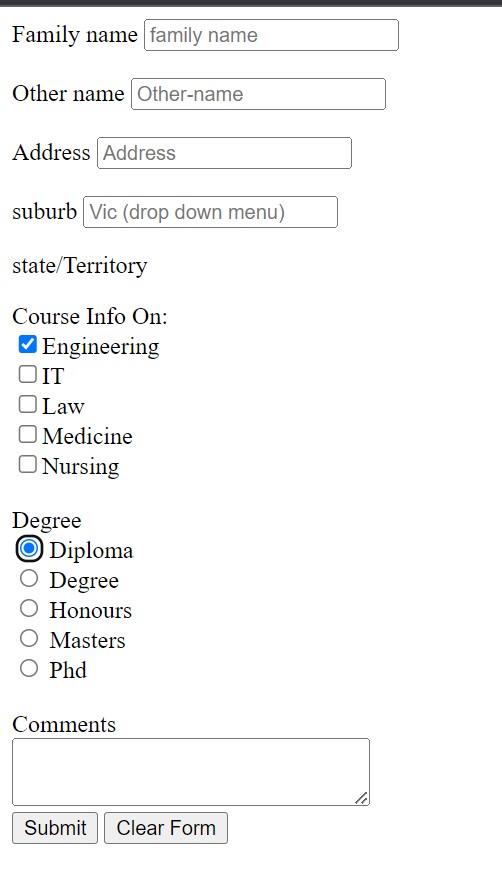 Family name family name
Other name Other-name
Address Address
suburb Vic (drop down menu)
state/Territory
Course Info On:
Engineering
IT
Law
Medicine
Nursing
Degree
Diploma
Degree
Honours
Masters
Phd
Comments
Submit Clear Form